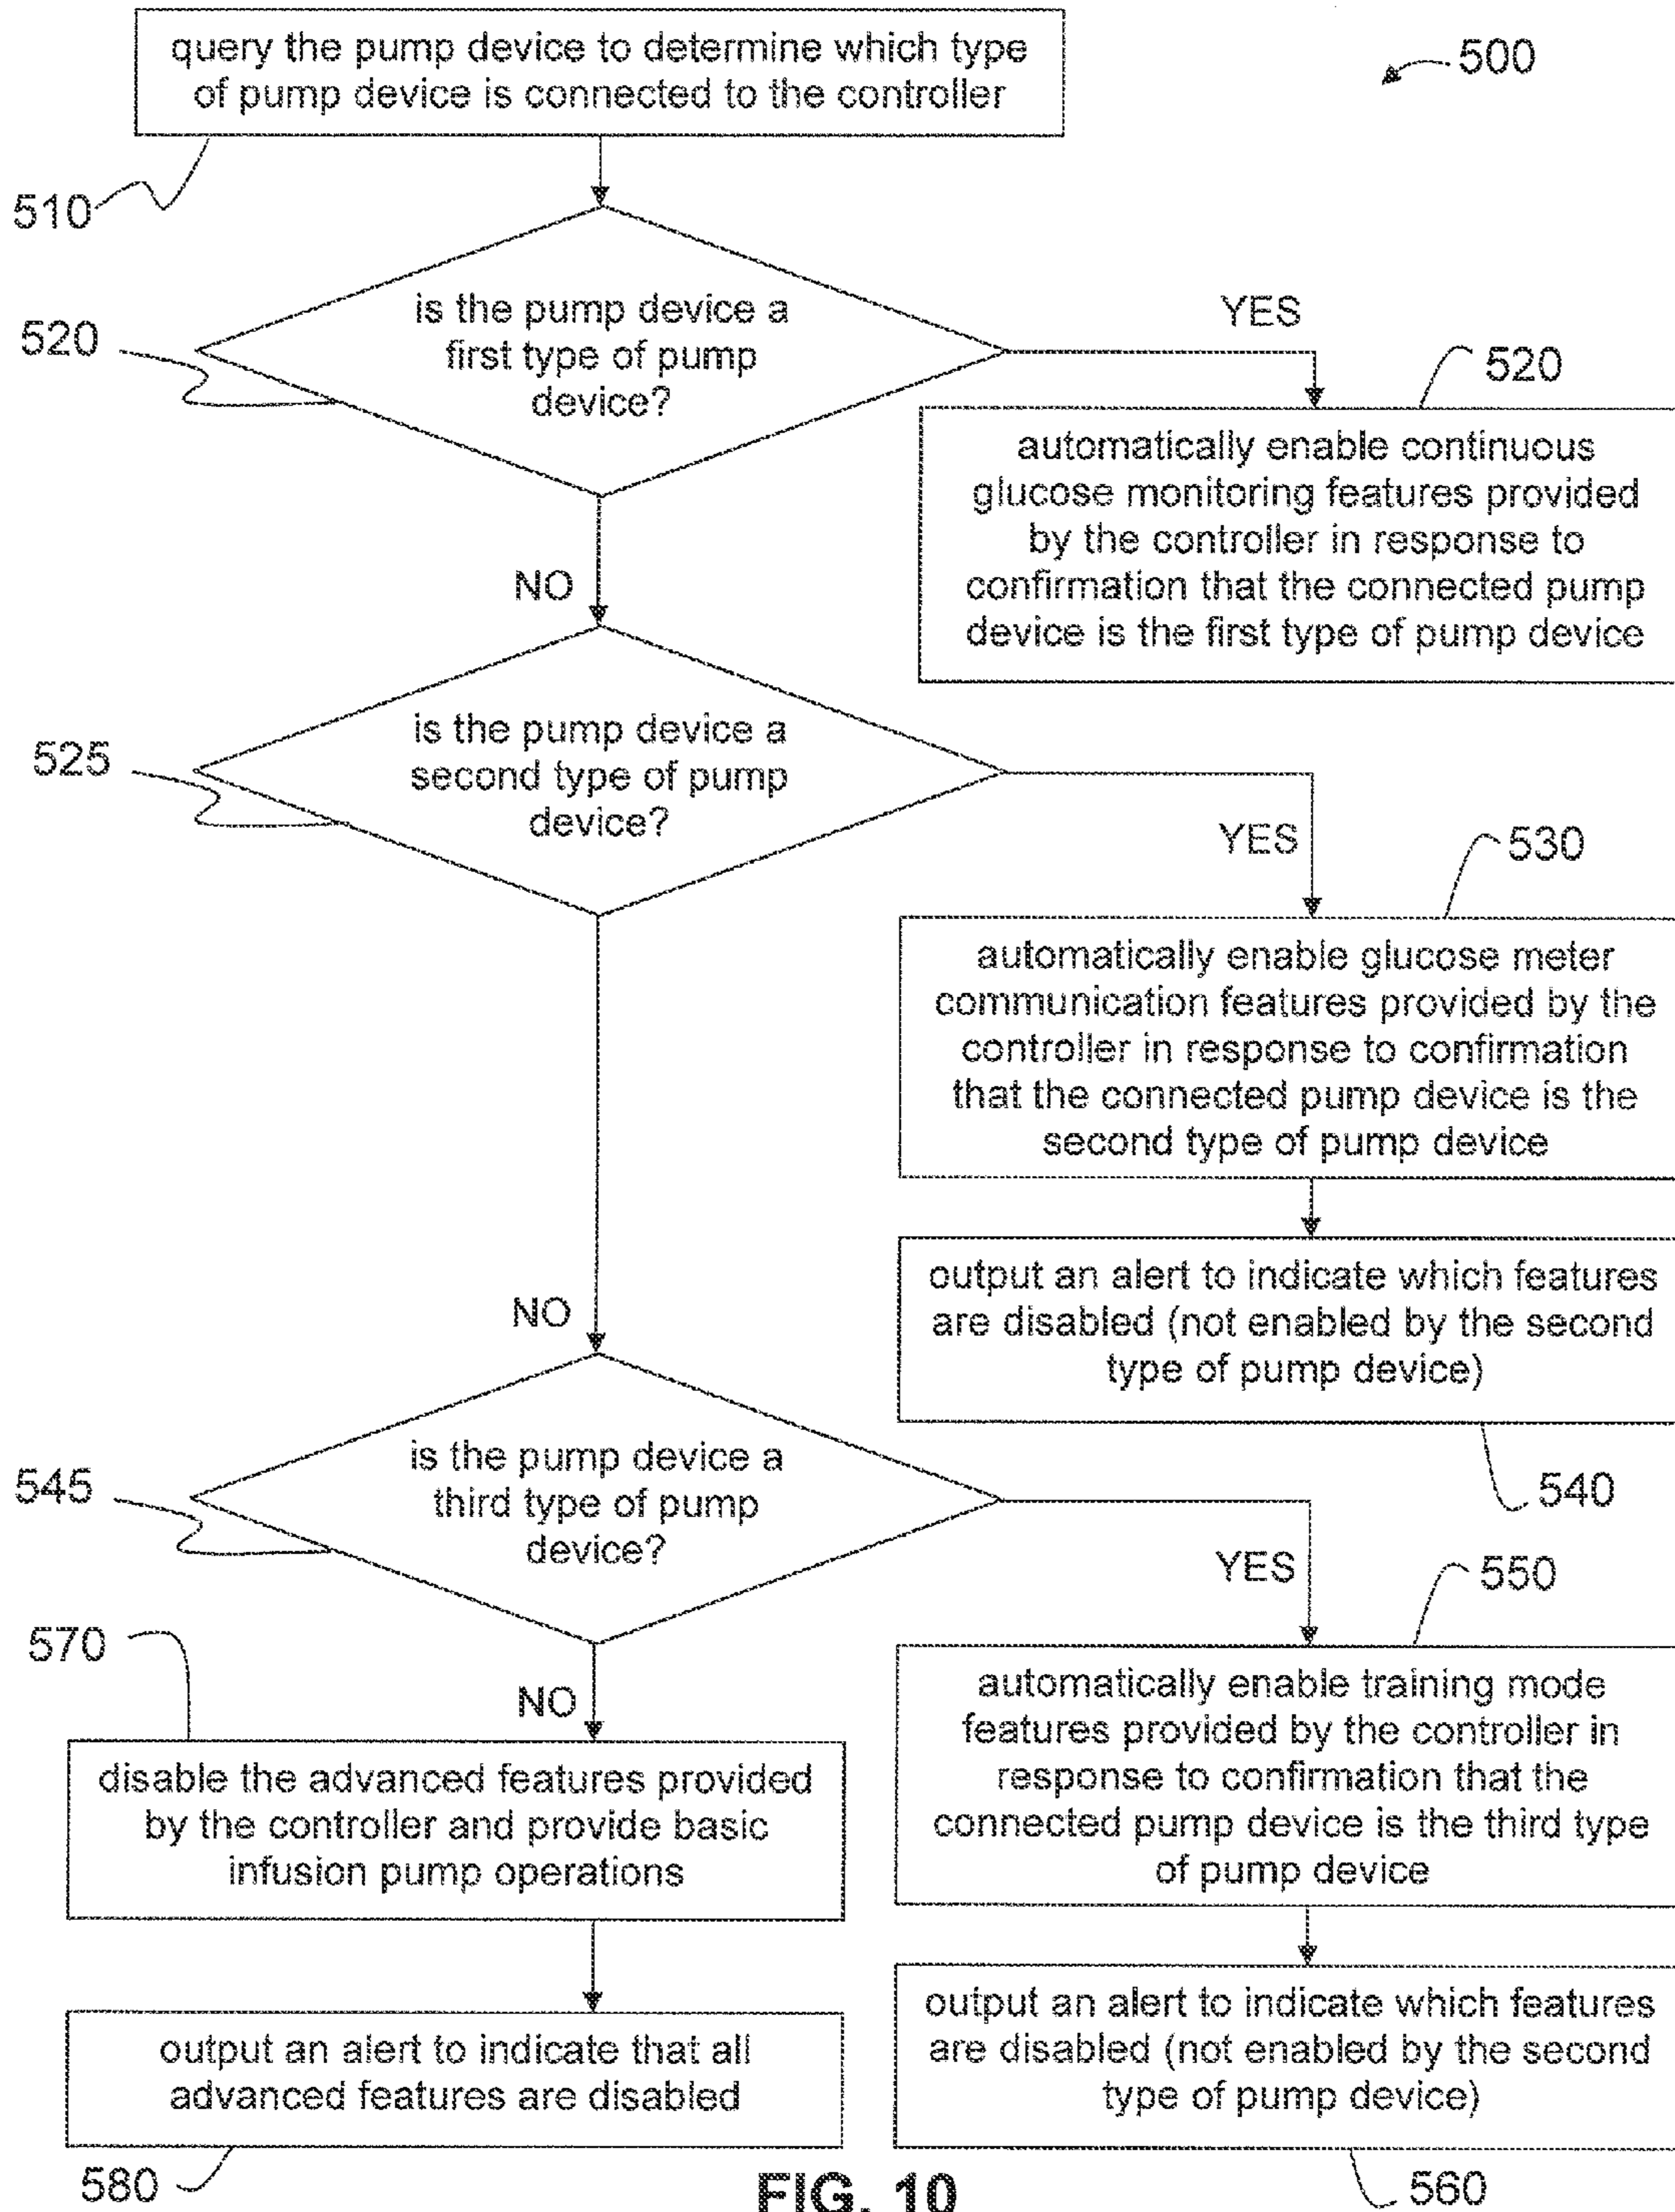 query the pump device to determine which type
of pump device is connected to the controller
500
510
is the pump device a
first type of pump
device?
520
YES
520
automatically enable continuous
glucose monitoring features provided
by the controller in response to
confirmation that the connected pump
device is the first type of pump device
NO
is the pump device a
second type of pump
device?
525
YES
530
automatically enable glucose meter
communication features provided by the
controller in response to confirmation
that the connected pump device is the
second type of pump device
output an alert to indicate which features
are disabled (not enabled by the second
type of pump device)
540
NO
is the pump device a
third type of pump
device?
545
YES
550
automatically enable training mode
features provided by the controller in
response to confirmation that the
connected pump device is the third type
of pump device
570
NO
disable the advanced features provided
by the controller and provide basic
infusion pump operations
output an alert to indicate which features
are disabled (not enabled by the second
type of pump device)
560
output an alert to indicate that all
advanced features are disabled
580
FIG. 10